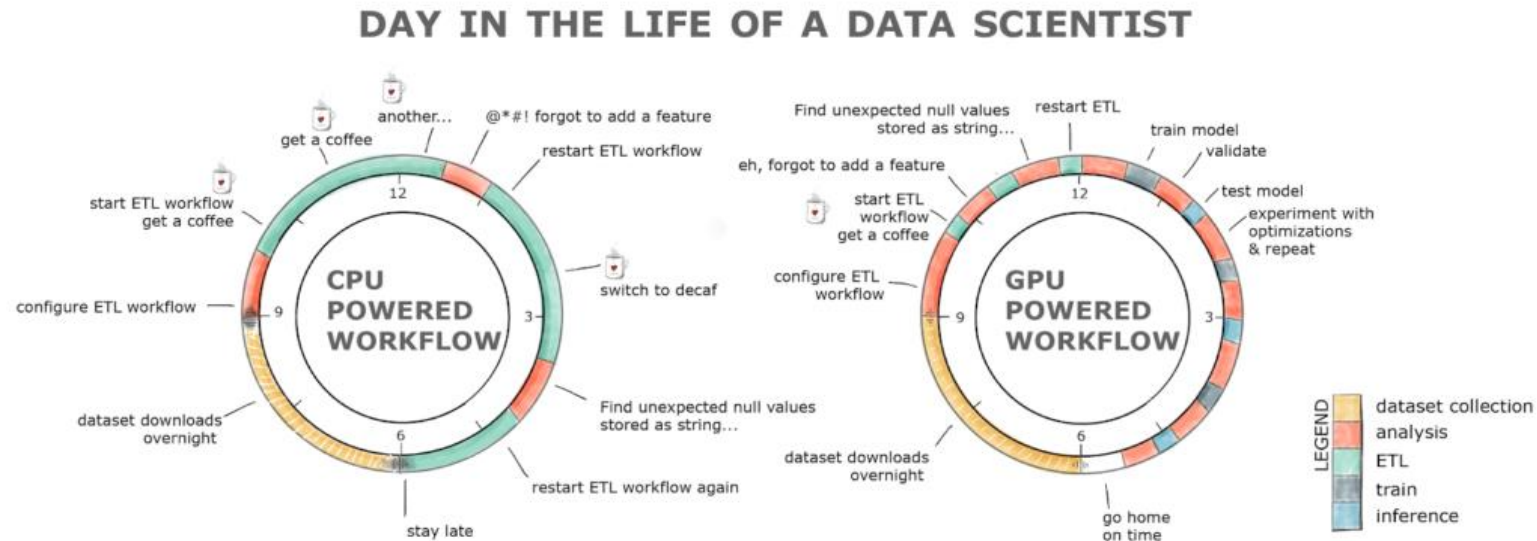 DAY IN THE LIFE OF A DATA SCIENTIST
another...
@*#! forgot to add a feature
get a coffee
restart ETL workflow
start ETL workflow
get a coffee
12
configure ETL workflow
9
3
6
CPU
POWERED
WORKFLOW
switch to decaf
dataset downloads
overnight
Find unexpected null values
stored as string...
restart ETL workflow again
stay late
Find unexpected null values
stored as string...
restart ETL
train model
validate
eh, forgot to add a feature
test model
start ETL
workflow
get a coffee
experiment with
optimizations
& repeat
configure ETL
workflow
12
9
3
6
GPU
POWERED
WORKFLOW
dataset downloads
overnight
go home
on time
LEGEND
dataset collection
analysis
ETL
train
inference